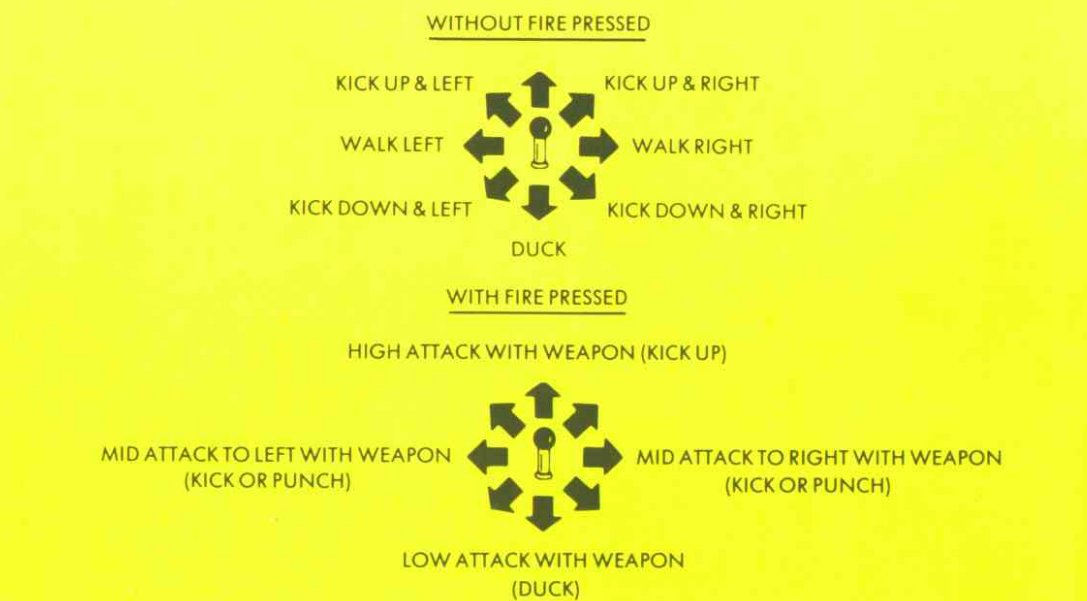 WITHOUT FIRE PRESSED
KICK UP & LEFT
KICK UP & RIGHT
WALK LEFT
WALK RIGHT
KICK DOWN & LEFT
KICK DOWN & RIGHT
DUCK
WITH FIRE PRESSED
HIGH ATTACK WITH WEAPON (KICK UP)
MID ATTACK TO LEFT WITH WEAPON
(KICK OR PUNCH)
MID ATTACK TO RIGHT WITH WEAPON
(KICK OR PUNCH)
LOW ATTACK WITH WEAPON
(DUCK)